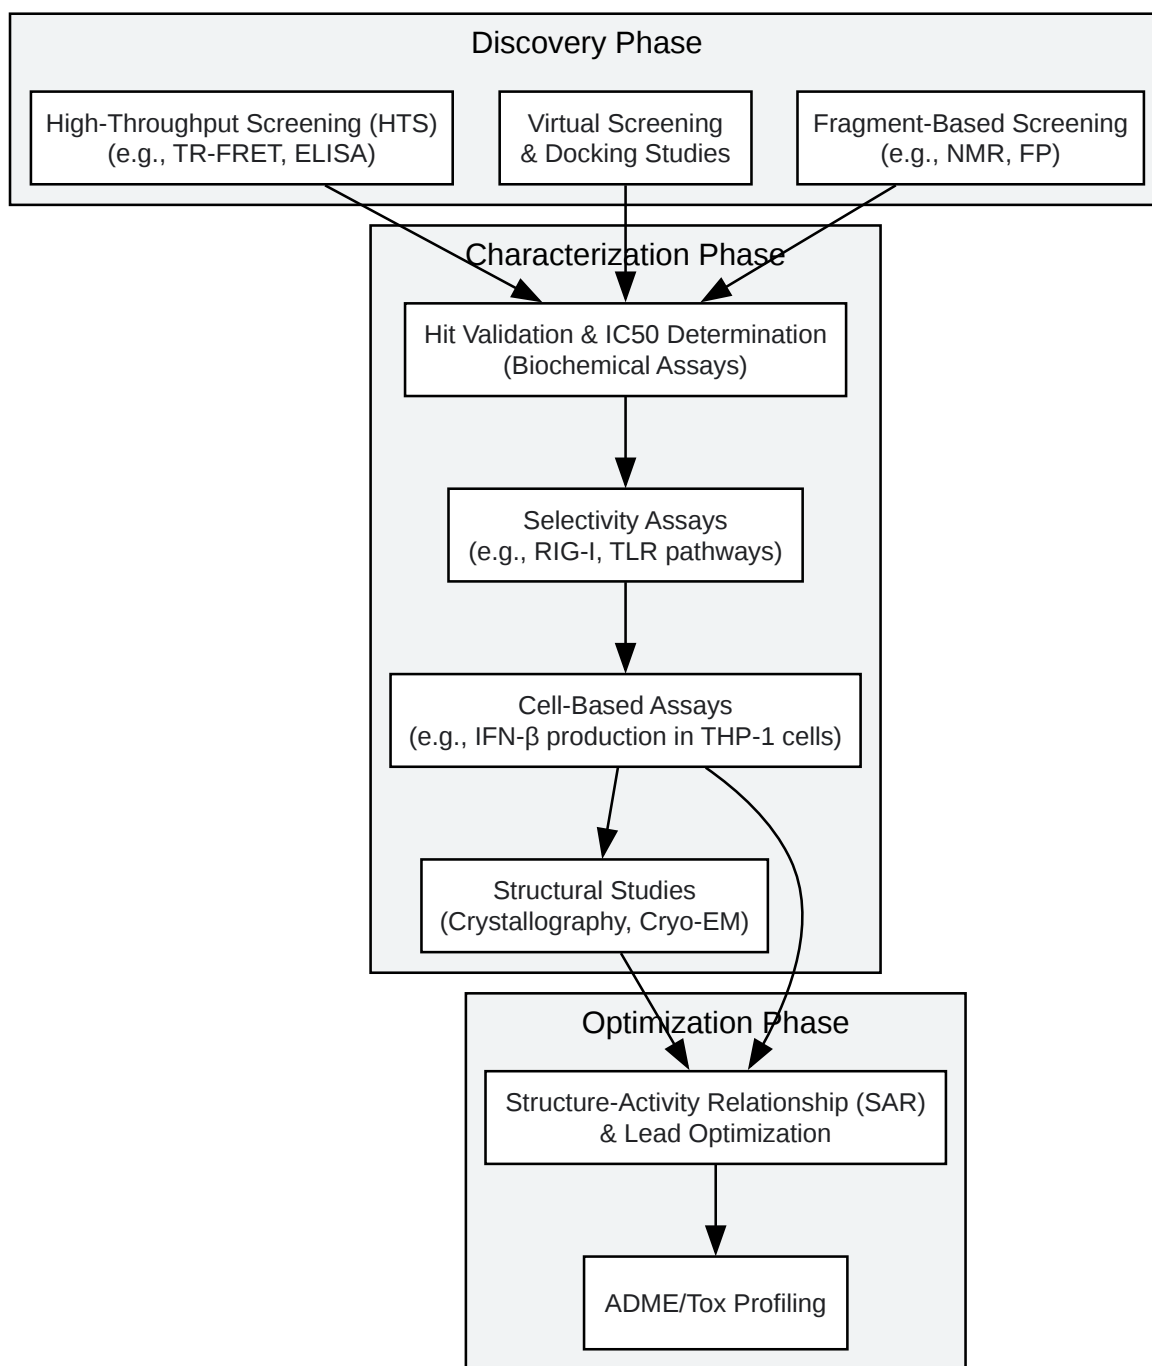 Discovery Phase
High-Throughput Screening (HTS)
(e.g., TR-FRET, ELISA)
Virtual Screening
& Docking Studies
Fragment-Based Screening
(e.g., NMR, FP)
Characterization Phase
Hit Validation & IC50 Determination
(Biochemical Assays)
Selectivity Assays
(e.g., RIG-I, TLR pathways)
Cell-Based Assays
(e.g., IFN-β production in THP-1 cells)
Structural Studies
(Crystallography, Cryo-EM)
Optimization Phase
Structure-Activity Relationship (SAR)
& Lead Optimization
ADME/Tox Profiling